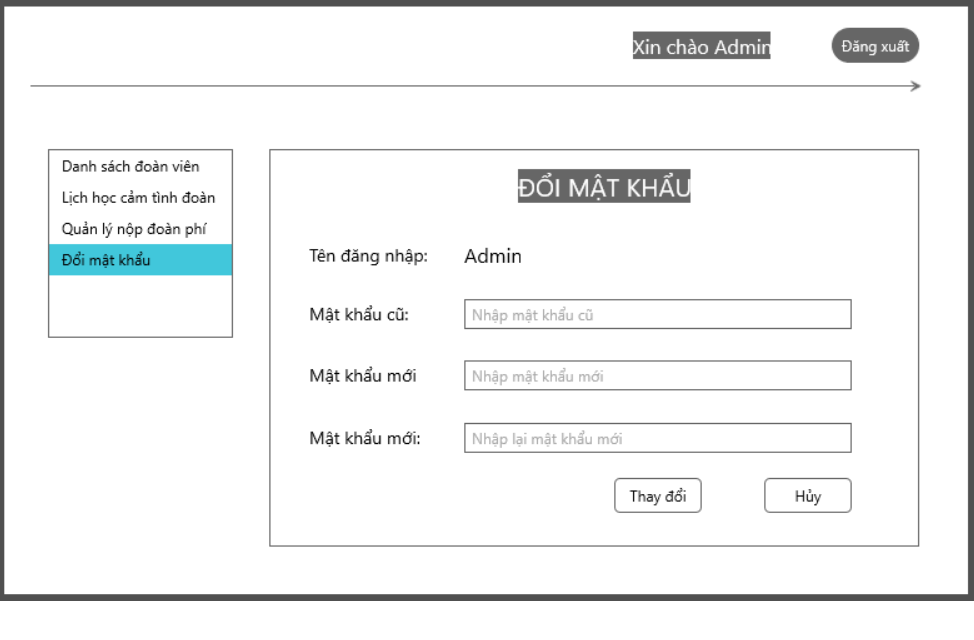 Xin chào Admin
Đăng xuất
Danh sách đoàn viên
Lịch học cảm tình đoàn
Quản lý nộp đoàn phí
Đổi mật khẩu
ĐỔI MẬT KHẨU
Tên đăng nhập: Admin
Mật khẩu cũ: Nhập mật khẩu cũ
Mật khẩu mới Nhập mật khẩu mới
Mật khẩu mới: Nhập lại mật khẩu mới
Thay đổi Hủy